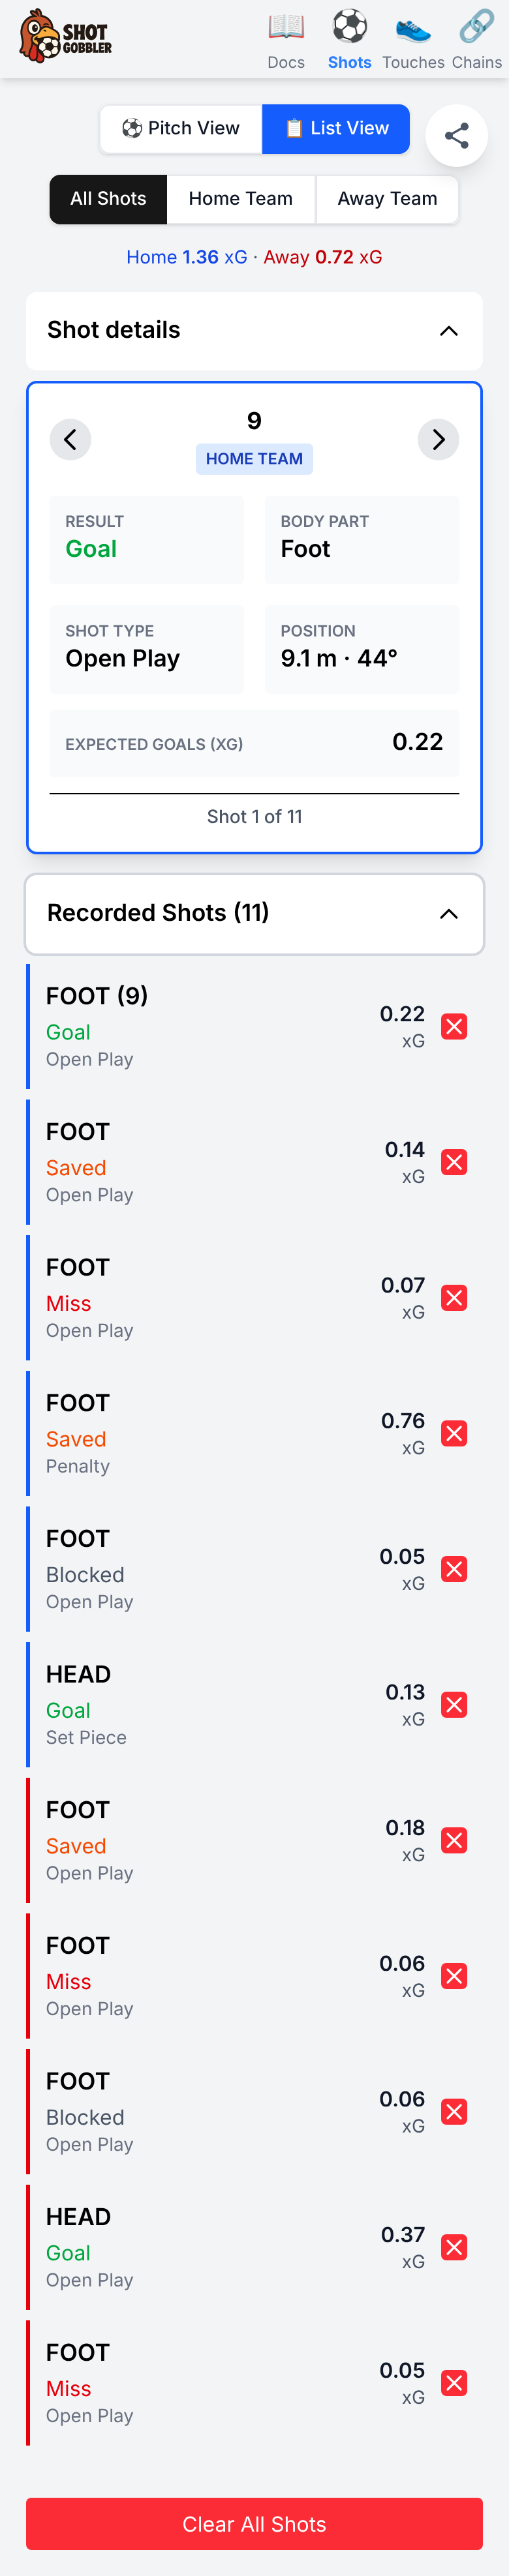 SHOT
GOBBLER
Docs
Shots
Touches
Chains
Pitch View
List View
All Shots
Home Team
Away Team
Home 1.36 xG · Away 0.72 xG
Shot details
9
HOME TEAM
RESULT
Goal
BODY PART
Foot
SHOT TYPE
Open Play
POSITION
9.1 m · 44°
EXPECTED GOALS (XG)
0.22
Shot 1 of 11
Recorded Shots (11)
FOOT (9)
Goal
Open Play
0.22
xG
FOOT
Saved
Open Play
0.14
xG
FOOT
Miss
Open Play
0.07
xG
FOOT
Saved
Penalty
0.76
xG
FOOT
Blocked
Open Play
0.05
xG
HEAD
Goal
Set Piece
0.13
xG
FOOT
Saved
Open Play
0.18
xG
FOOT
Miss
Open Play
0.06
xG
FOOT
Blocked
Open Play
0.06
xG
HEAD
Goal
Open Play
0.37
xG
FOOT
Miss
Open Play
0.05
xG
Clear All Shots